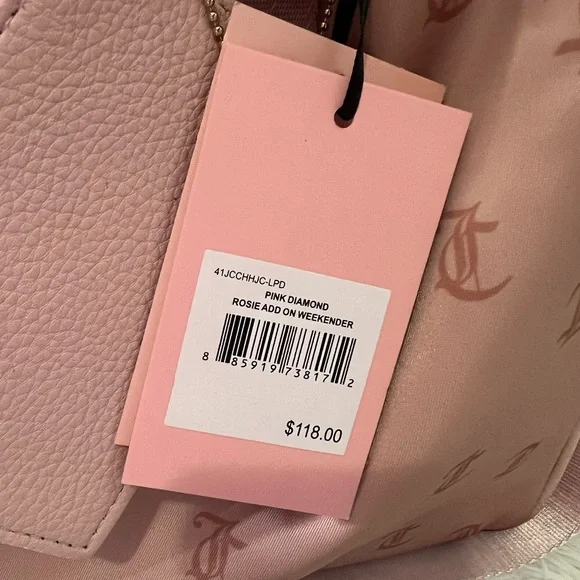 41JCCHHJC-LPD
PINK DIAMOND
ROSIE ADD ON WEEKENDER
8 85919 73817 2
$118.00